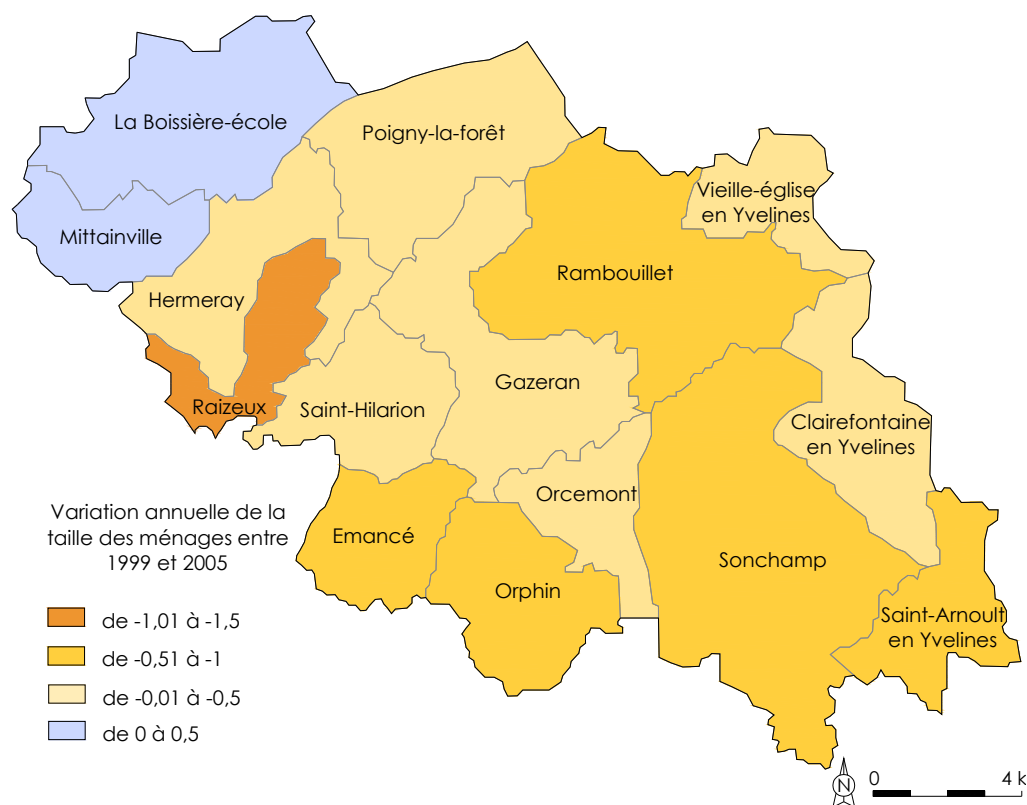 La Boissière-école
Poigny-la-forêt
Vieille-église
en Yvelines
Mittainville
Rambouillet
Hermeray
Gazeran
Raizeux
Saint-Hilarion
Clairefontaine
en Yvelines
Orcemont
Variation annuelle de la
taille des ménages entre
1999 et 2005
Emancé
Sonchamp
Orphin
Saint-Arnoult
en Yvelines
de -1,01 à -1,5
de -0,51 à -1
de -0,01 à -0,5
de 0 à 0,5
N
0 4 k